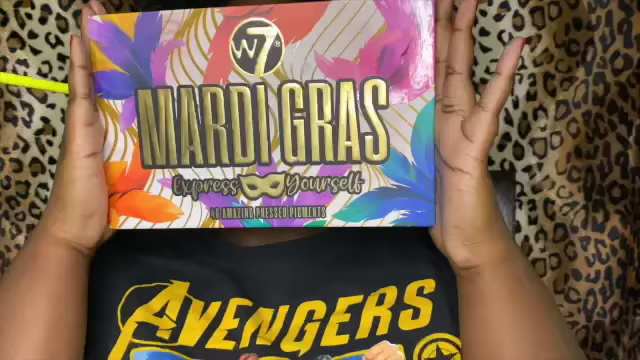 W7®
MARDI GRAS
Express Yourself
AMAZING PRESSED PIGMENTS
AVENGERS